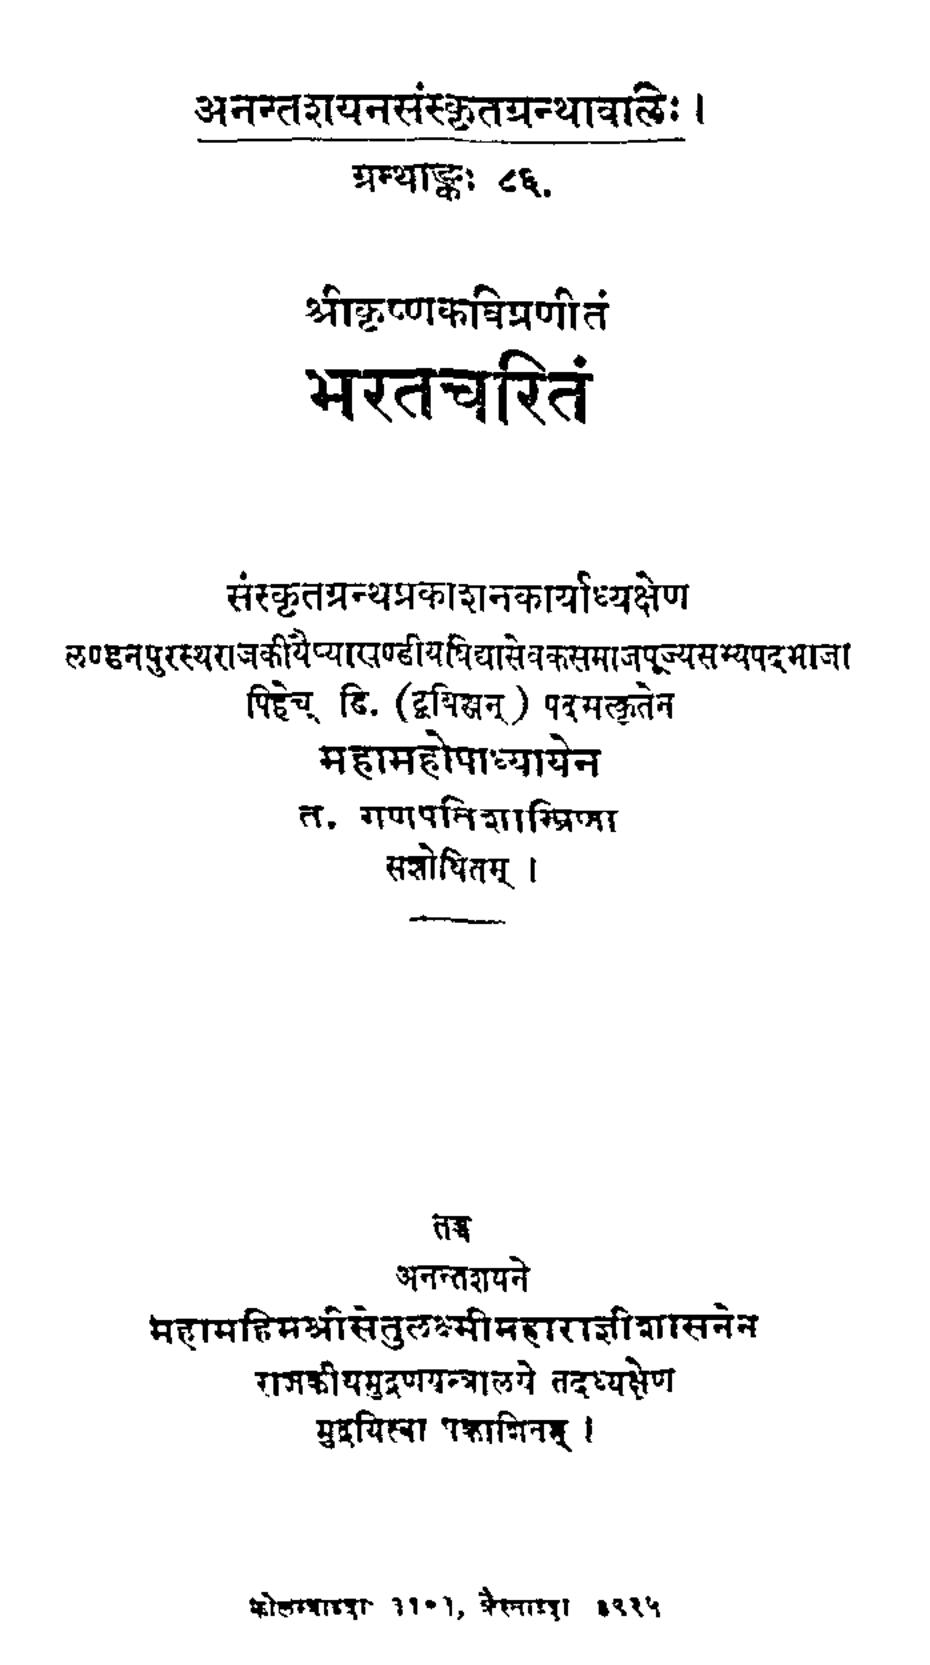 अनन्तशयनसंस्कृतग्रन्थावलिः ।
ग्रन्थाङ्कः ८६.
श्रीकृष्णकविप्रणीतं
भरतचरितं
संस्कृतग्रन्थप्रकाशनकार्याध्यक्षेण
लण्डनपुरस्थराजकीयैष्याखण्डीयविद्यासेवकसमाजपूज्यसभ्यपदभाजा
पिहेच् डि. पदमलङ्कृतेन
महामहोपाध्यायेन
त. गणपतिशास्त्रिणा
संशोधितम् ।
तच्च
अनन्तशयने
महामहिमश्रीसेतुलक्ष्मीमहाराज्ञीशासनेन
राजकीयमुद्रणयन्त्रालये तदध्यक्षेण
मुद्रयित्वा प्रकाशितम् ।
कोलम्बाब्दाः ११०१, क्रैस्ताब्दाः १९२५